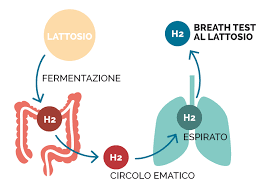 LATTOSIO
H2
BREATH TEST
AL LATTOSIO
FERMENTAZIONE
H2
H2
ESPIRATO
H2
CIRCOLO EMATICO